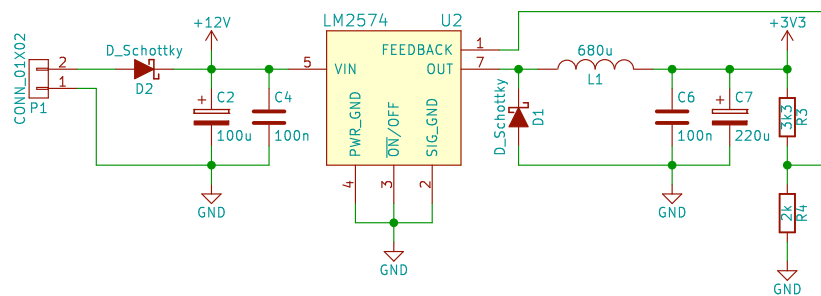 LM2574
U2
+12V
+3V3
CONN_01X02
2
1
P1
D_Schottky
D2
C2
100u
C4
100n
GND
5
VIN
FEEDBACK
1
OUT
7
PWR_GND
ON/OFF
SIG_GND
4
3
2
GND
680u
L1
D_Schottky
D1
C6
100n
C7
220u
GND
3k3
R3
2k
R4
GND